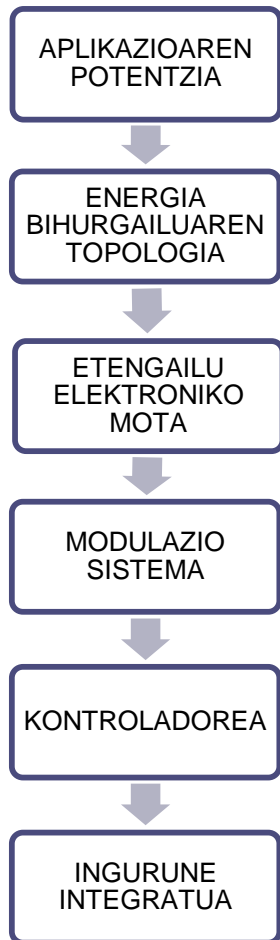 APLIKAZIOAREN
POTENTZIA
ENERGIA
BIHURGAILUAREN
TOPOLOGIA
ETENGAILU
ELEKTRONIKO
MOTA
MODULAZIO
SISTEMA
KONTROLADOREA
INGURUNE
INTEGRATUA